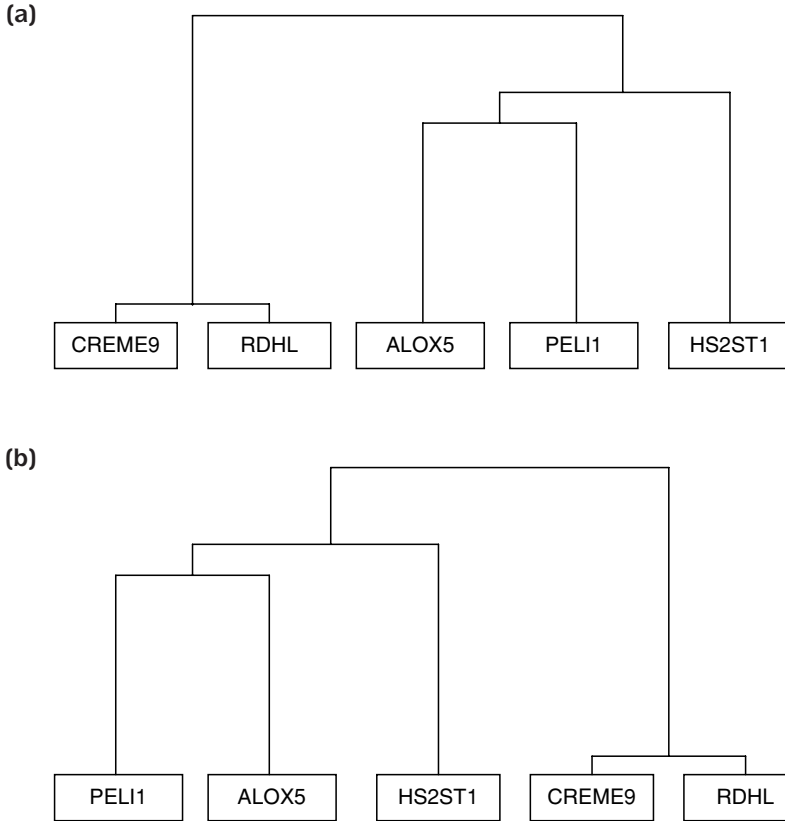 (a)
CREME9 RDHL ALOX5 PELI1 HS2ST1
(b)
PELI1 ALOX5 HS2ST1 CREME9 RDHL